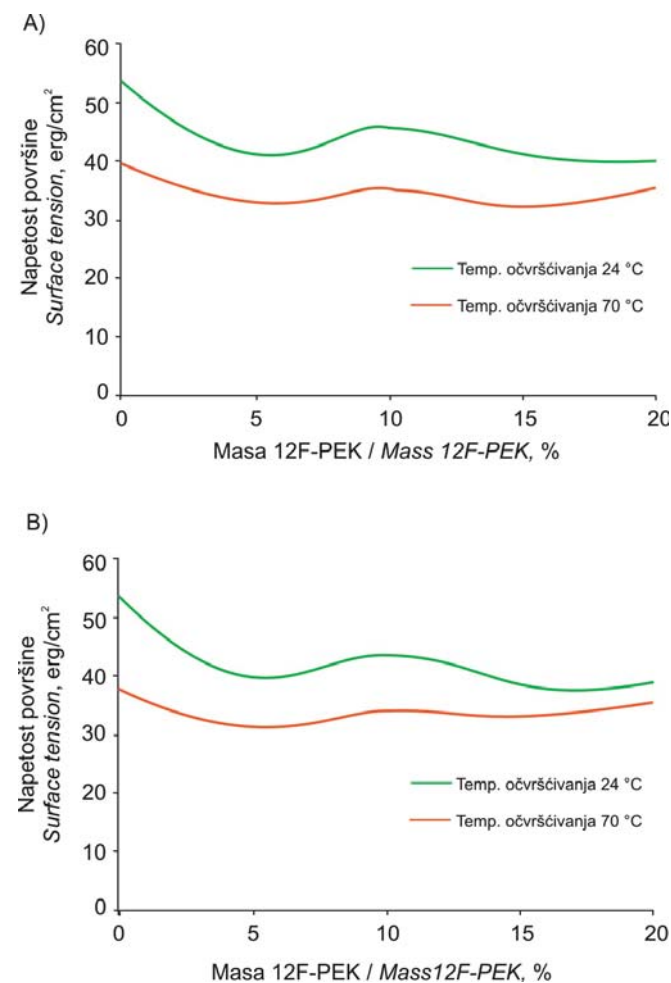 A)
Napetost površine
Surface tension, erg/cm²
60
50
40
30
20
10
0
Temp. očvršćivanja 24 °C
Temp. očvršćivanja 70 °C
0 5 10 15 20
Masa 12F-PEK / Mass 12F-PEK, %
B)
Napetost površine
Surface tension, erg/cm²
60
50
40
30
20
10
0
Temp. očvršćivanja 24 °C
Temp. očvršćivanja 70 °C
0 5 10 15 20
Masa 12F-PEK / Mass12F-PEK, %